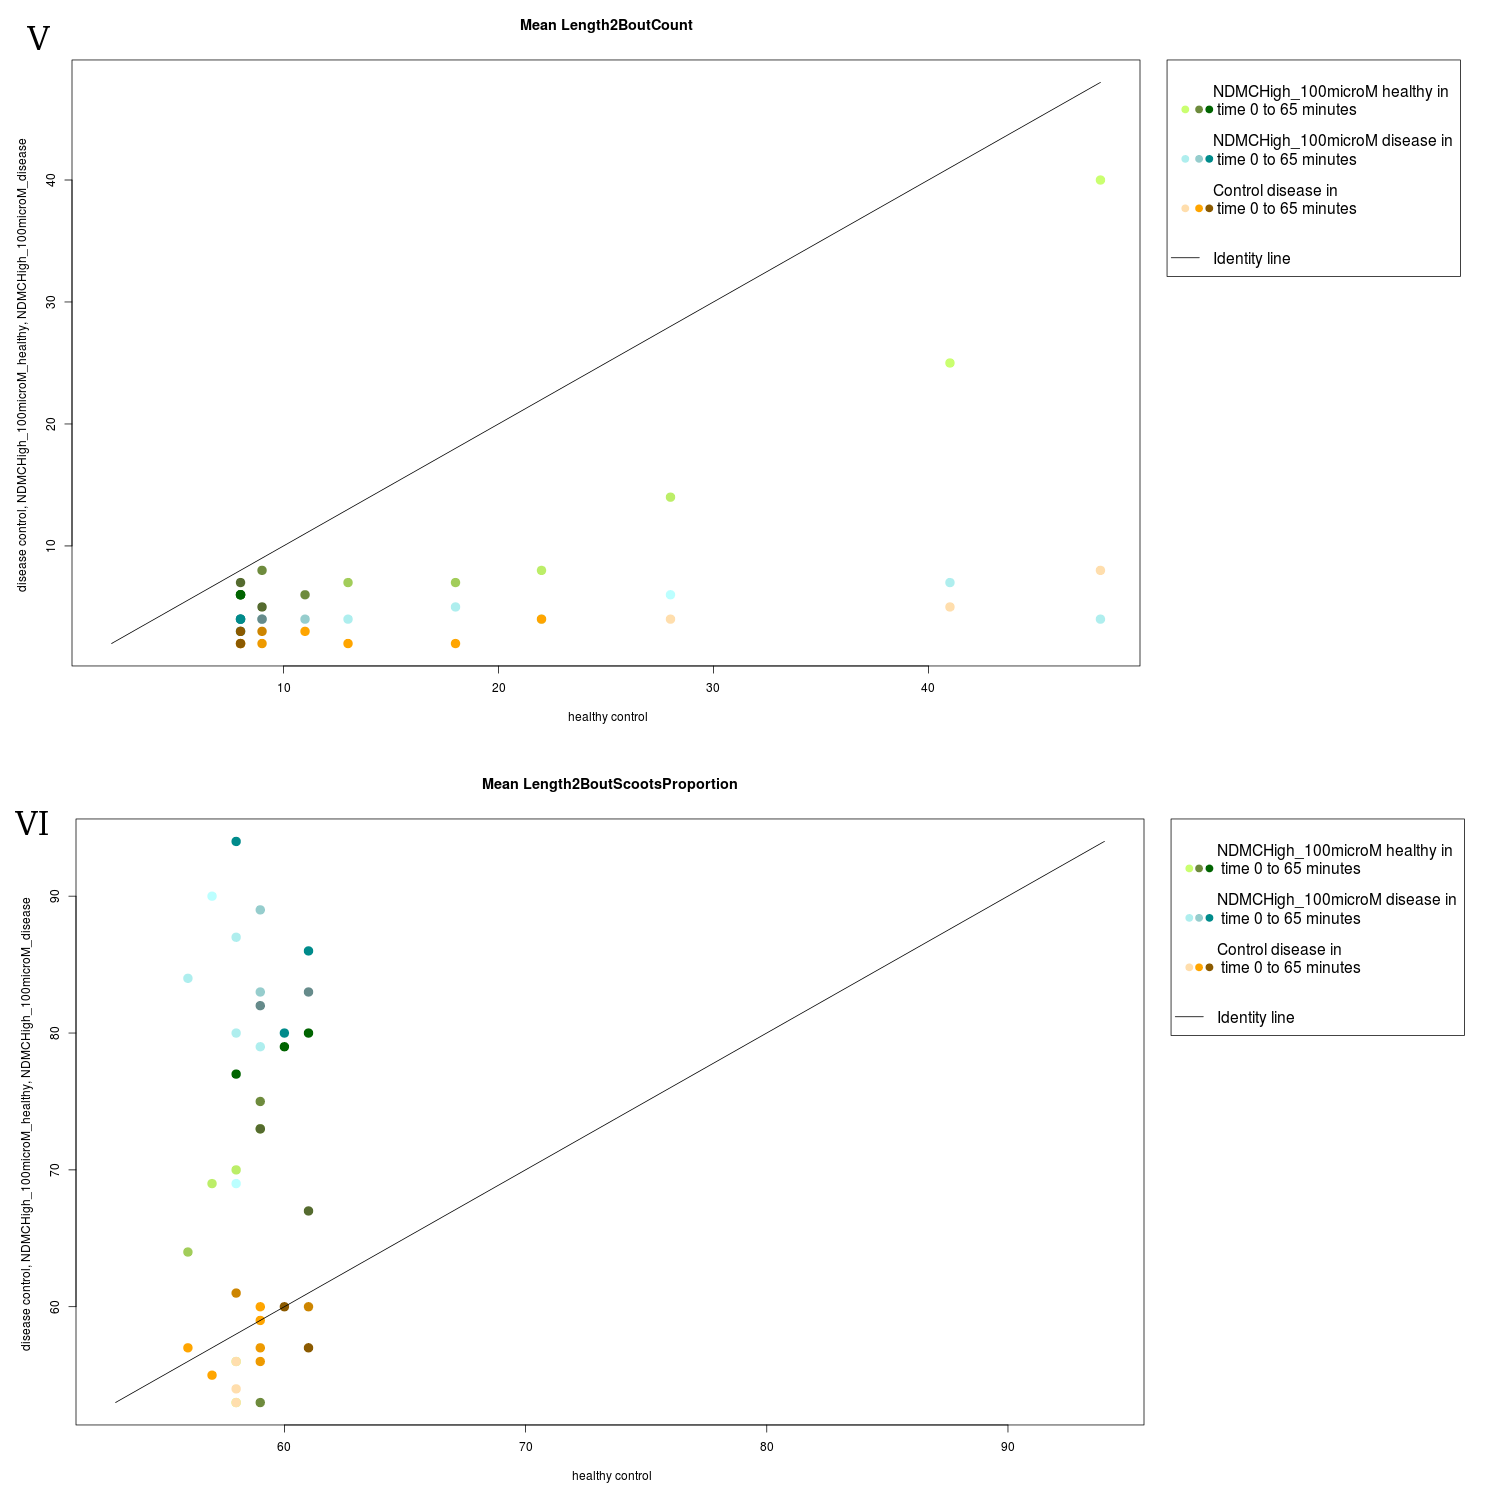 V
Mean Length2BoutCount
disease control, NDMCHigh_100microM_healthy, NDMCHigh_100microM_disease
40
30
20
10
10 20 30 40
healthy control
NDMCHigh_100microM healthy in
time 0 to 65 minutes
NDMCHigh_100microM disease in
time 0 to 65 minutes
Control disease in
time 0 to 65 minutes
Identity line
VI
Mean Length2BoutScootsProportion
disease control, NDMCHigh_100microM_healthy, NDMCHigh_100microM_disease
90
80
70
60
60 70 80 90
healthy control
NDMCHigh_100microM healthy in
time 0 to 65 minutes
NDMCHigh_100microM disease in
time 0 to 65 minutes
Control disease in
time 0 to 65 minutes
Identity line